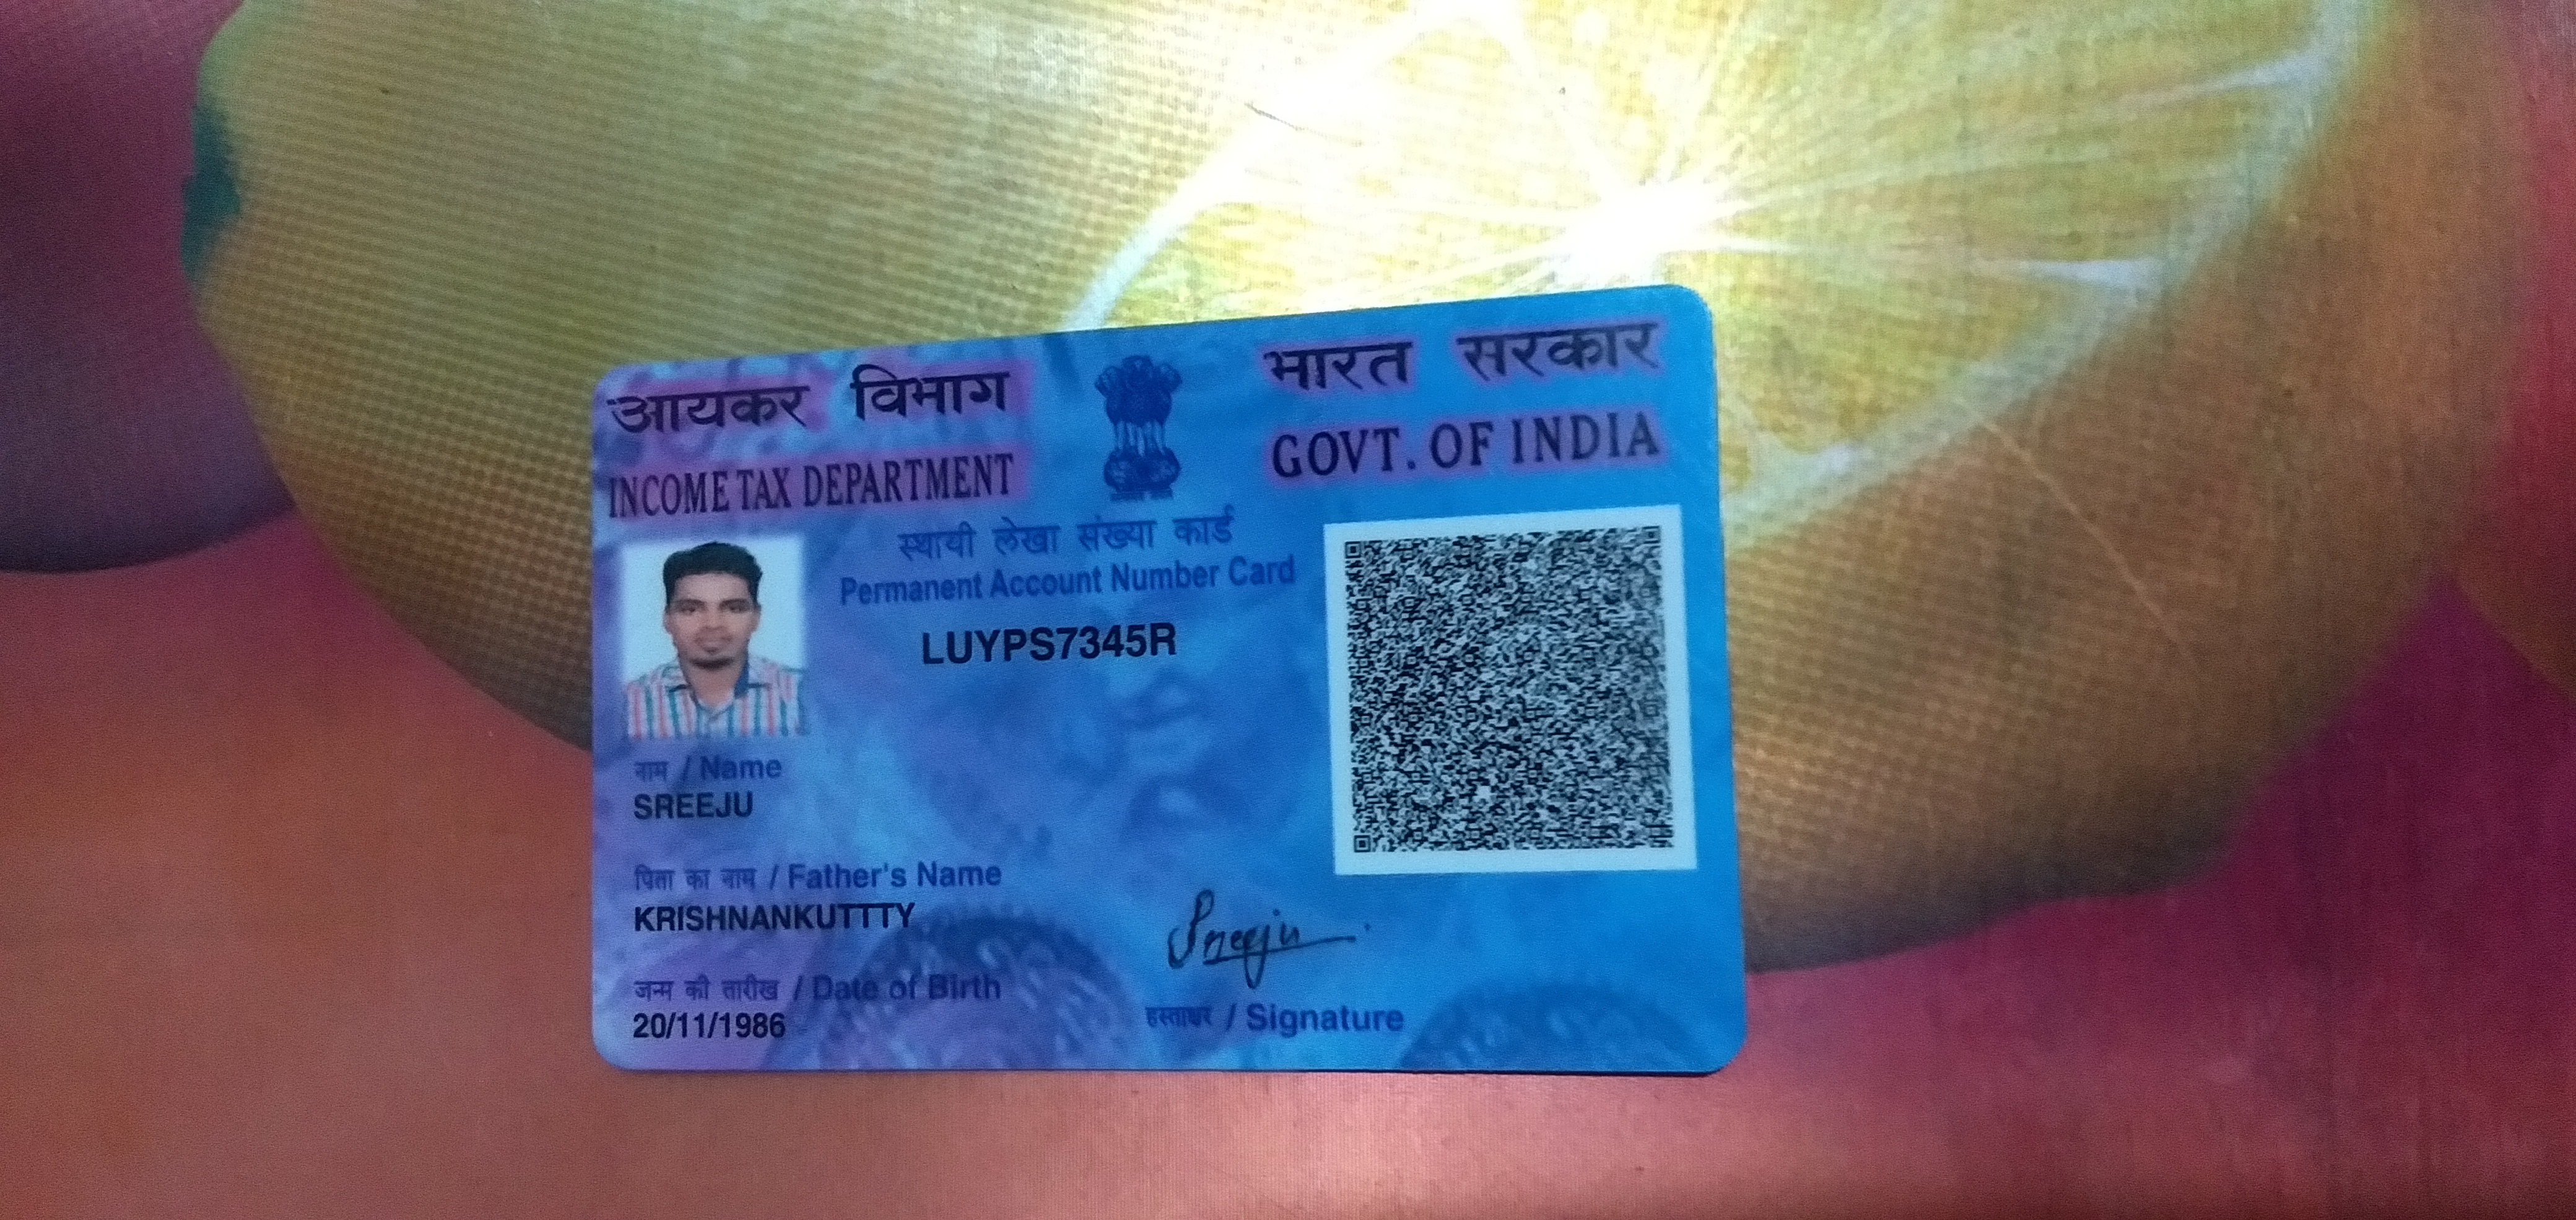 आयकर विभाग
INCOME TAX DEPARTMENT
भारत सरकार
GOVT. OF INDIA
स्थायी लेखा संख्या कार्ड
Permanent Account Number Card
LUYPS7345R
नाम / Name
SREEJU
पिता का नाम / Father's Name
KRISHNANKUTTTY
जन्म की तारीख / Date of Birth
20/11/1986
Sreeju
हस्ताक्षर / Signature